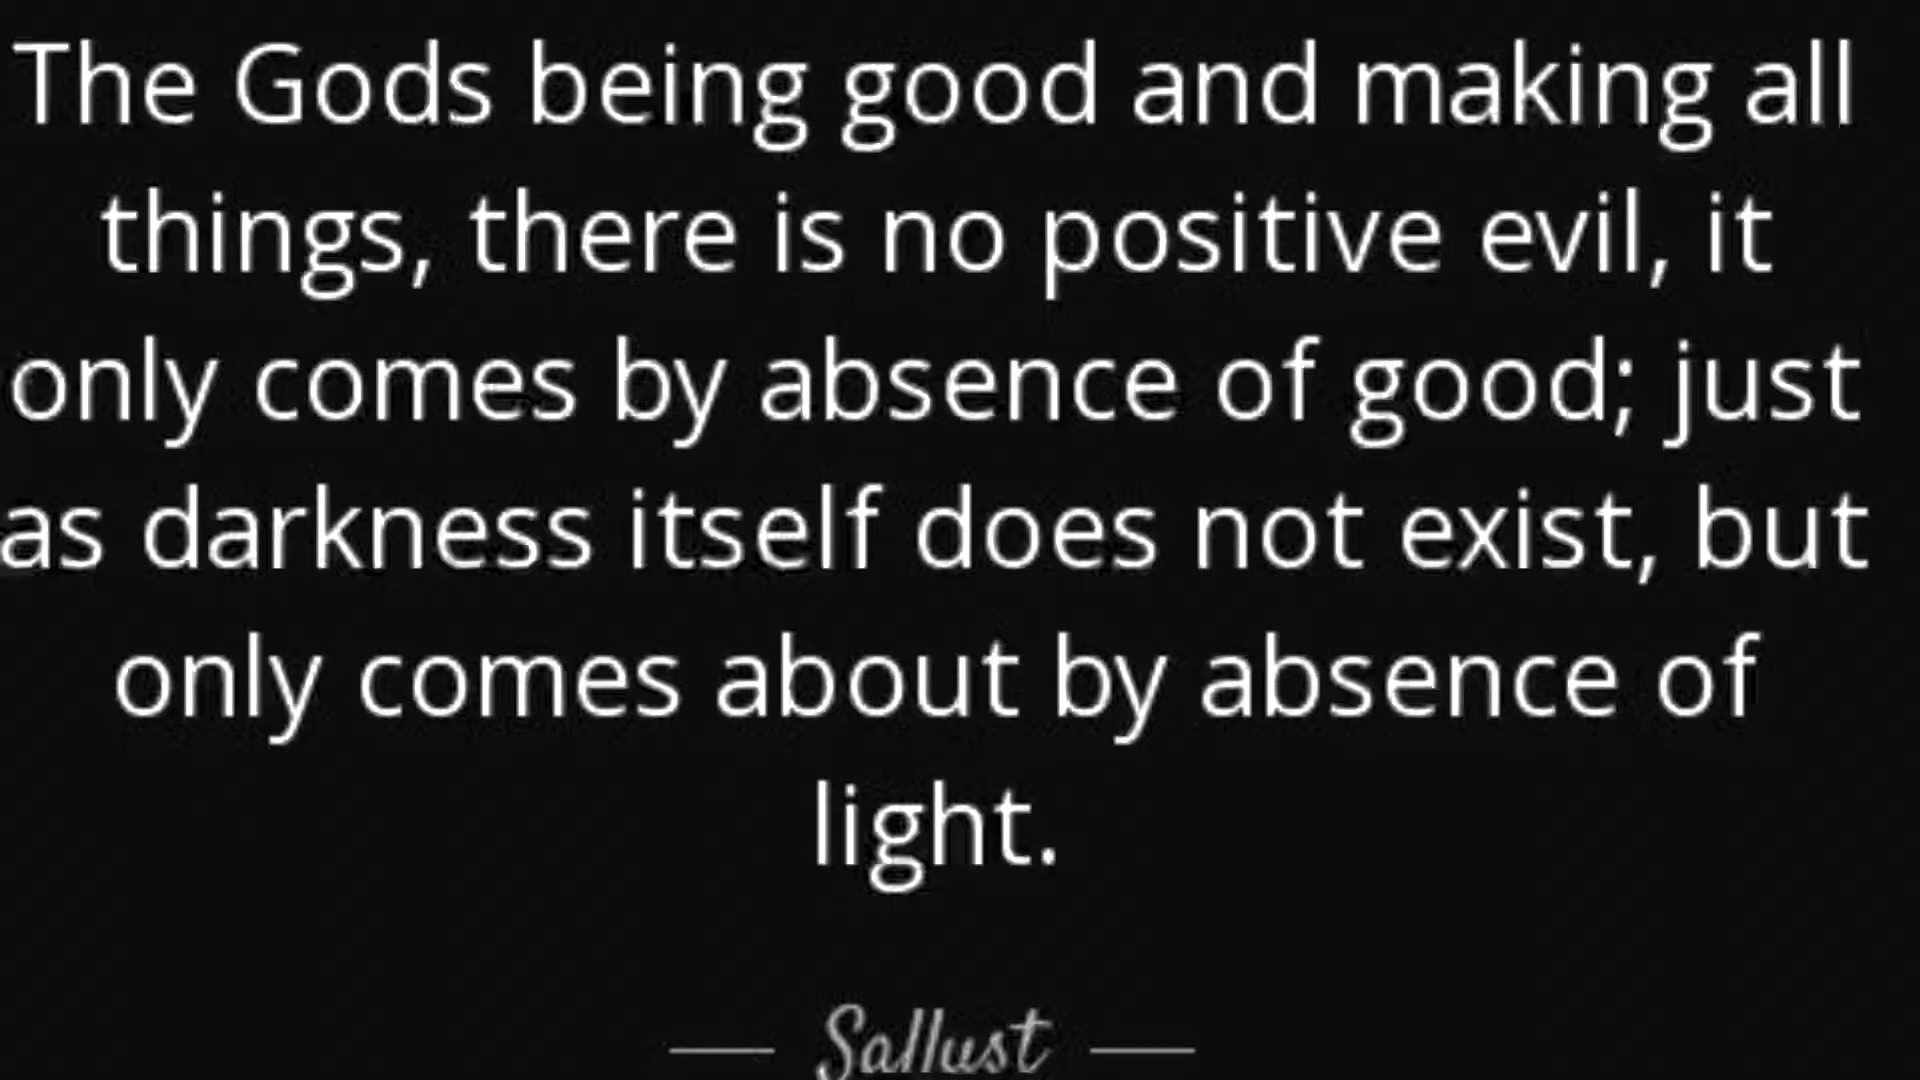 The Gods being good and making all
things, there is no positive evil, it
only comes by absence of good; just
as darkness itself does not exist, but
only comes about by absence of
light.
Sallust